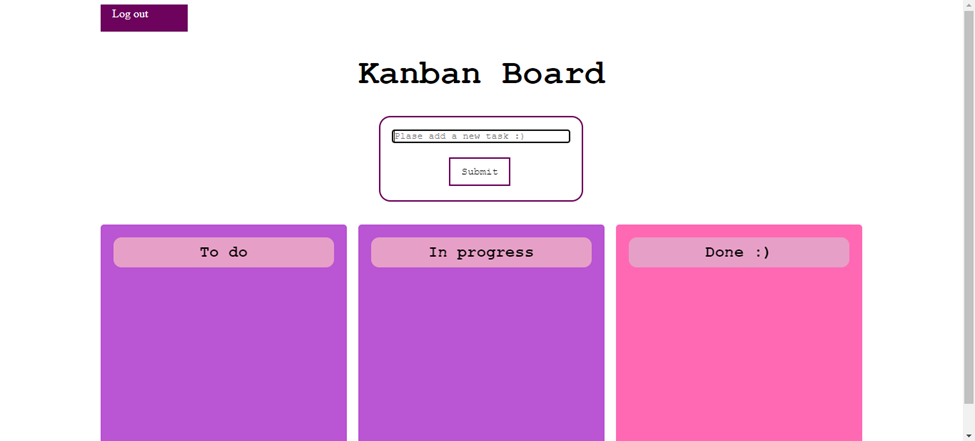 Log out
Kanban Board
Plase add a new task :)
Submit
To do
In progress
Done :)